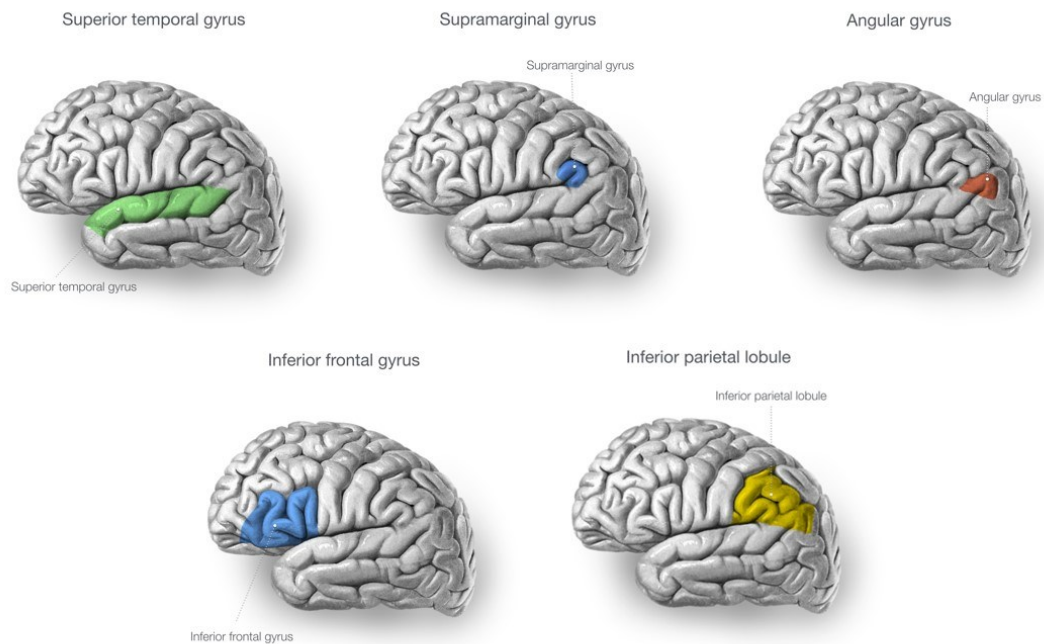 Superior temporal gyrus
Supramarginal gyrus
Angular gyrus
Supramarginal gyrus
Angular gyrus
Superior temporal gyrus
Inferior frontal gyrus
Inferior parietal lobule
Inferior parietal lobule
Inferior frontal gyrus